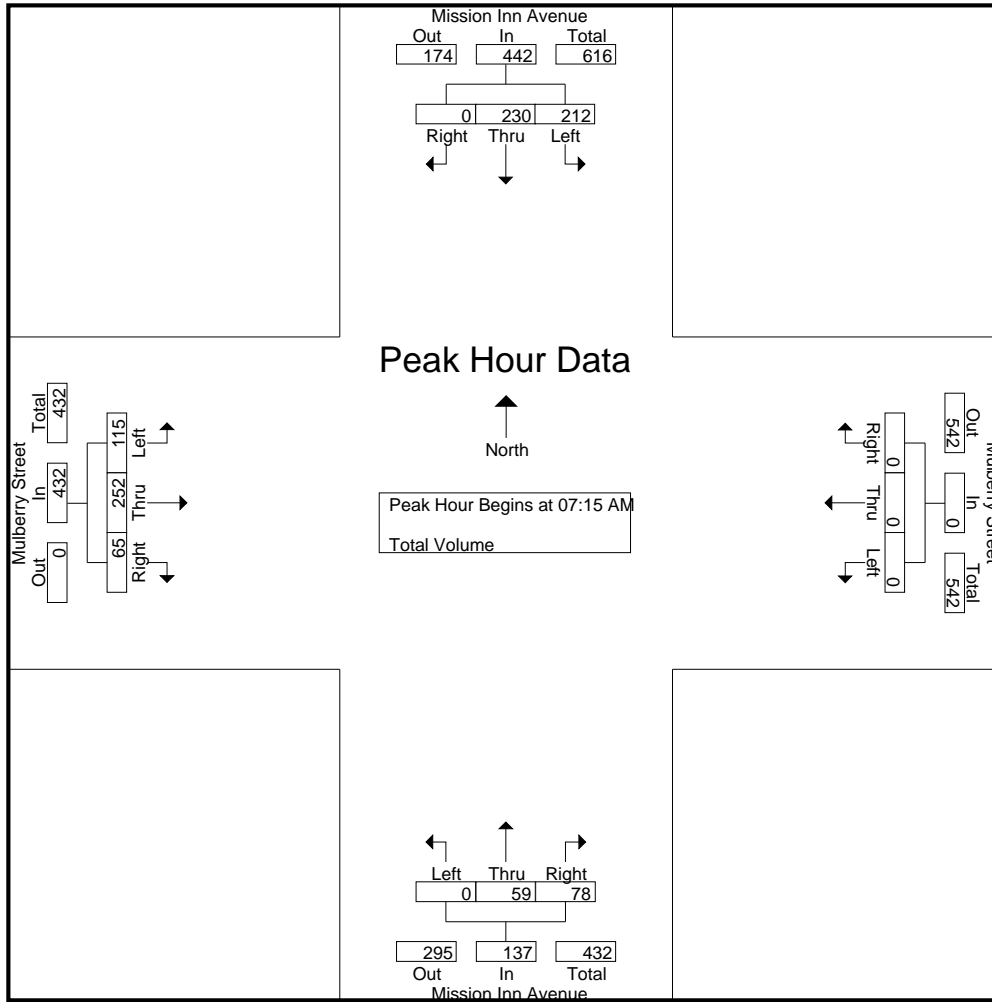 Mission Inn Avenue
Out In Total
174 442 616
0 230 212
Right Thru Left
Peak Hour Data
North
Peak Hour Begins at 07:15 AM
Total Volume
Mulberry Street
Out In Total
0 432 432
65 252 115
Right Thru Left
Mulberry Street
Out In Total
542 0 542
0 0 0
Right Thru Left
Left Thru Right
0 59 78
295 137 432
Out In Total
Mission Inn Avenue